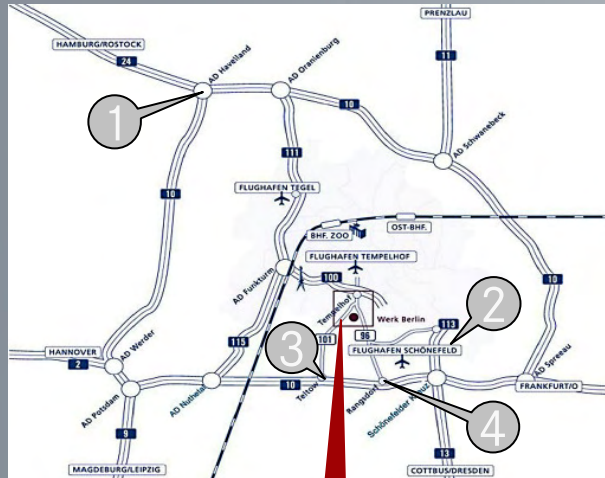 PRENZLAU
HAMBURG/ROSTOCK
11
24
AD Havelland
AD Oranienburg
10
1
AD Schwanebeck
111
10
FLUGHAFEN TEGEL
OST-BHF.
BHF. ZOO
FLUGHAFEN TEMPELHOF
AD Funkturm
100
10
Tempelhof
2
Werk Berlin
113
96
101
115
HANNOVER
AD Werder
3
FLUGHAFEN SCHÖNEFELD
2
AD Spreeau
10
Teltow
AD Potsdam
AD Nuthetal
Rangsdorf
Schönefelder Kreuz
FRANKFURT/O
4
9
13
MAGDEBURG/LEIPZIG
COTTBUS/DRESDEN